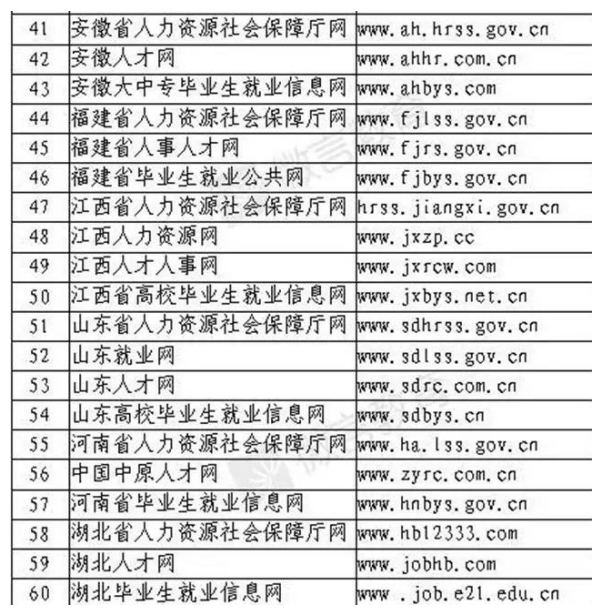 41 安徽省人力资源社会保障厅网 www.ah.hrss.gov.cn
42 安徽人才网 www.ahhr.com.cn
43 安徽大中专毕业生就业信息网 www.ahbys.com
44 福建省人力资源社会保障厅网 www.fjlss.gov.cn
45 福建省人事人才网 www.fjrs.gov.cn
46 福建省毕业生就业公共网 www.fjbys.gov.cn
47 江西省人力资源社会保障厅网 hrss.jiangxi.gov.cn
48 江西人力资源网 www.jxzp.cc
49 江西人才人事网 www.jxrcw.com
50 江西省高校毕业生就业信息网 www.jxbys.net.cn
51 山东省人力资源社会保障厅网 www.sdhrss.gov.cn
52 山东就业网 www.sdlss.gov.cn
53 山东人才网 www.sdrc.com.cn
54 山东高校毕业生就业信息网 www.sdbys.cn
55 河南省人力资源社会保障厅网 www.ha.lss.gov.cn
56 中国中原人才网 www.zyrc.com.cn
57 河南省毕业生就业信息网 www.hnbys.gov.cn
58 湖北省人力资源社会保障厅网 www.hb12333.com
59 湖北人才网 www.jobhb.com
60 湖北毕业生就业信息网 www .job.e21.edu.cn